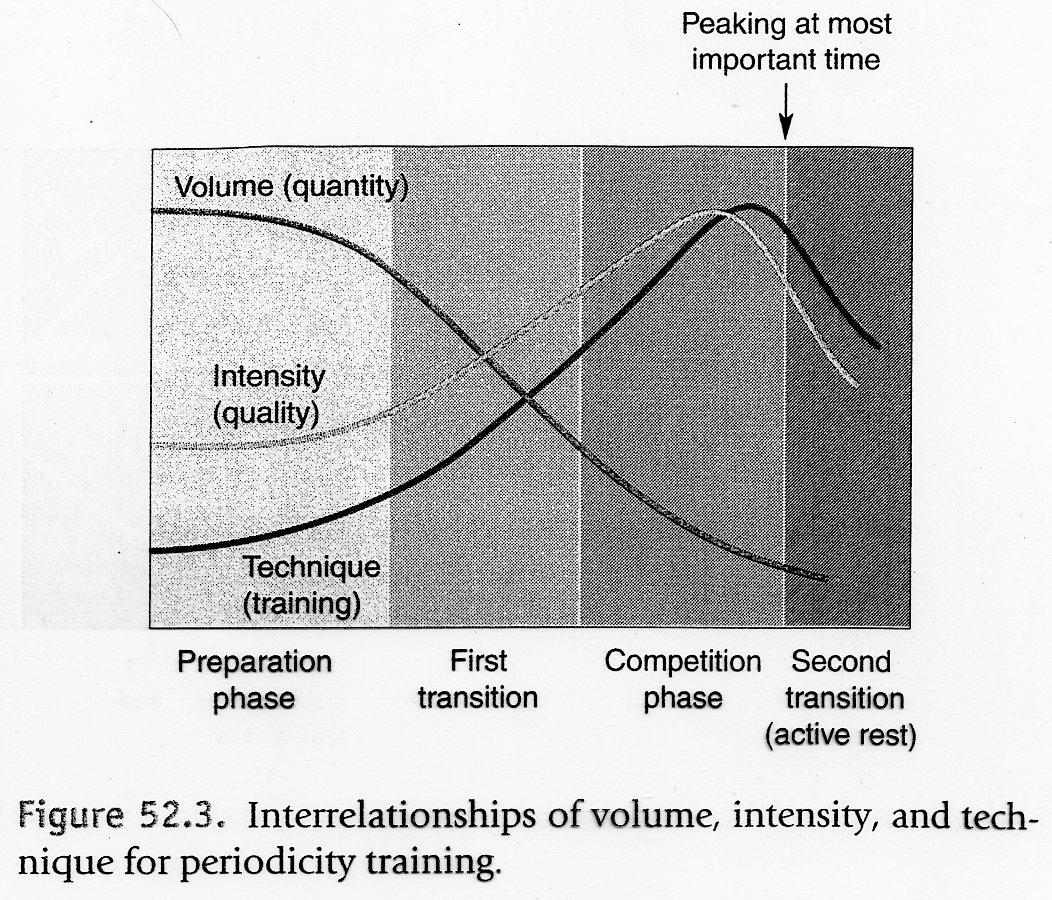 Peaking at most
important time
Volume (quantity)
Intensity
(quality)
Technique
(training)
Preparation
phase
First
transition
Competition
phase
Second
transition
(active rest)
Figure 52.3. Interrelationships of volume, intensity, and tech-
nique for periodicity training.